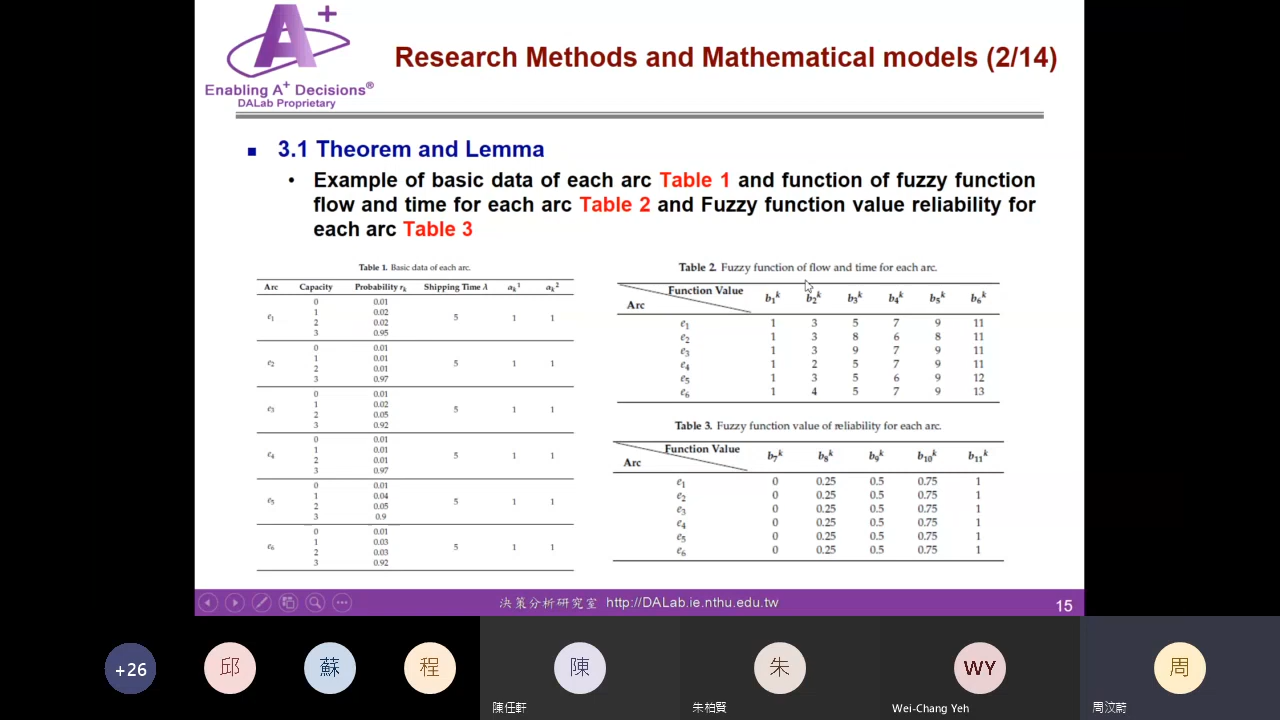 A+
Enabling A+ Decisions®
DALab Proprietary
Research Methods and Mathematical models (2/14)
3.1 Theorem and Lemma
• Example of basic data of each arc Table 1 and function of fuzzy function
flow and time for each arc Table 2 and Fuzzy function value reliability for
each arc Table 3
Table 1. Basic data of each arc.
Arc Capacity Probability rk Shipping Time λ ak1 ak2
0 0.01
1 0.02
e1 5 1 1
2 0.02
3 0.95
0 0.01
1 0.01
e2 5 1 1
2 0.01
3 0.97
0 0.01
1 0.02
e3 5 1 1
2 0.05
3 0.92
0 0.01
1 0.01
e4 5 1 1
2 0.01
3 0.97
0 0.01
1 0.04
e5 5 1 1
2 0.05
3 0.9
0 0.01
1 0.03
e6 5 1 1
2 0.03
3 0.92
Table 2. Fuzzy function of flow and time for each arc.
Function Value b1k b2k b3k b4k b5k b6k
Arc
e1 1 3 5 7 9 11
e2 1 3 8 6 8 11
e3 1 3 9 7 9 11
e4 1 2 5 7 9 11
e5 1 3 5 6 9 12
e6 1 4 5 7 9 13
Table 3. Fuzzy function value of reliability for each arc.
Function Value b7k b8k b9k b10k b11k
Arc
e1 0 0.25 0.5 0.75 1
e2 0 0.25 0.5 0.75 1
e3 0 0.25 0.5 0.75 1
e4 0 0.25 0.5 0.75 1
e5 0 0.25 0.5 0.75 1
e6 0 0.25 0.5 0.75 1
決策分析研究室 http://DALab.ie.nthu.edu.tw
15
+26 邱 蘇 程 陳 朱 WY 周
陳任軒 朱柏賢 Wei-Chang Yeh 周汶蔚